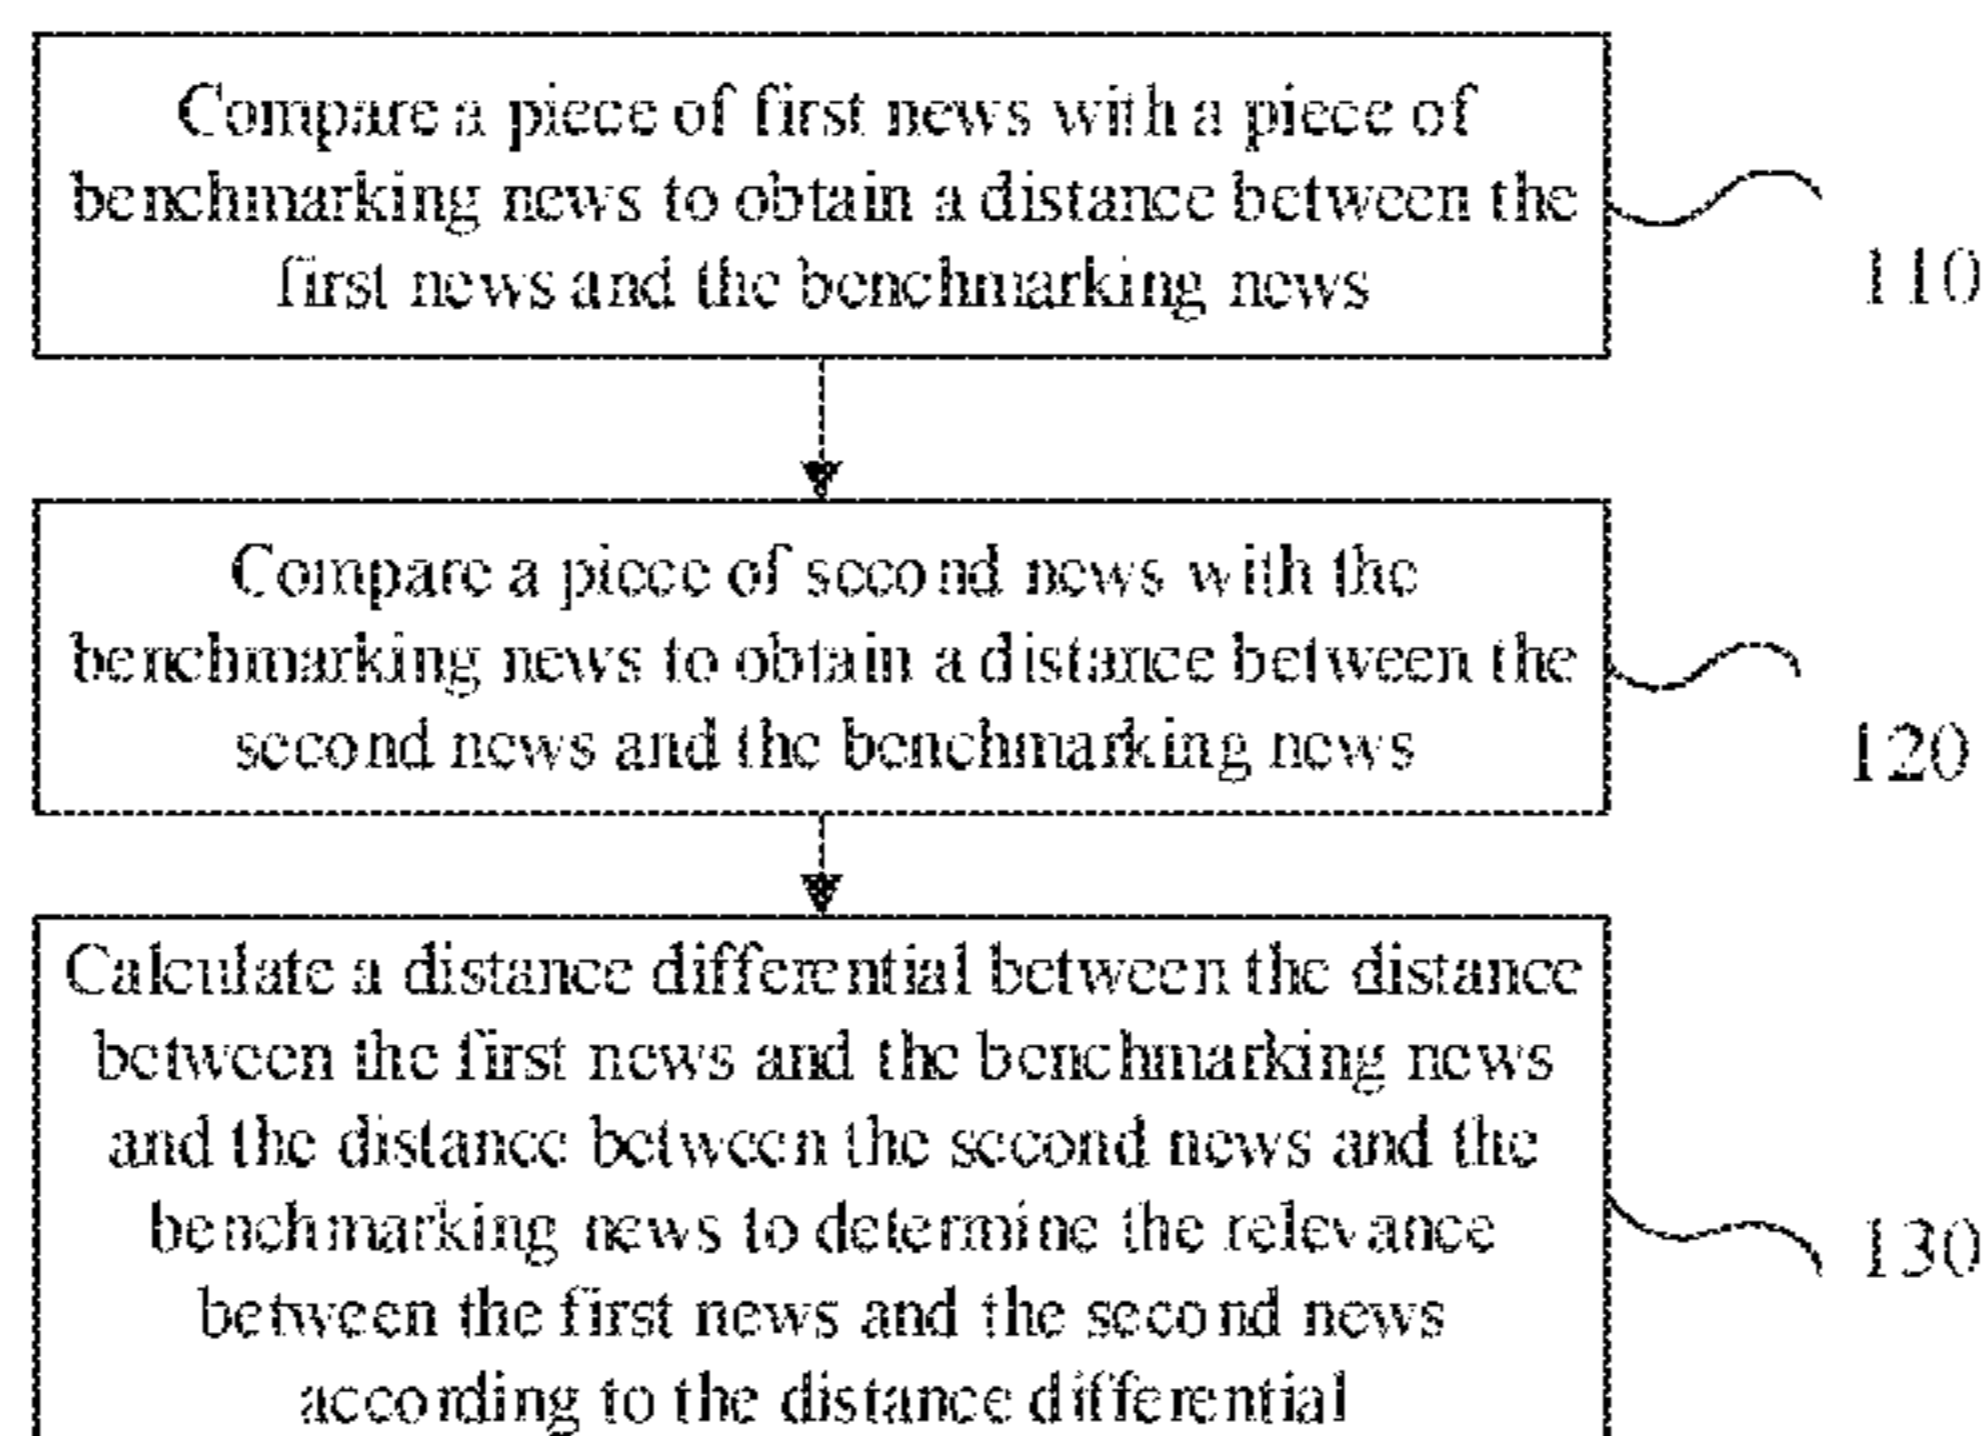 Compare a piece of first news with a piece of
benchmarking news to obtain a distance between the
first news and the benchmarking news
110
Compare a piece of second news with the
benchmarking news to obtain a distance between the
second news and the benchmarking news
120
Calculate a distance differential between the distance
between the first news and the benchmarking news
and the distance between the second news and the
benchmarking news to determine the relevance
between the first news and the second news
according to the distance differential
130